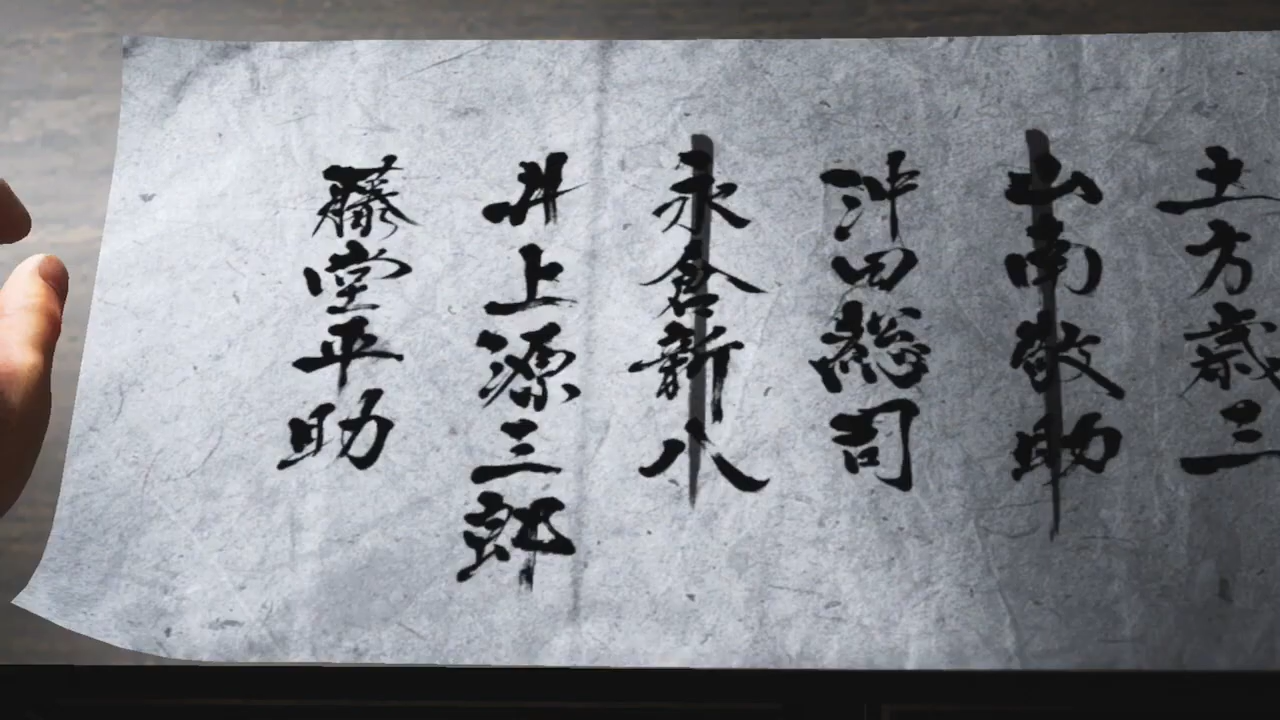 土方歳三
山南敬助
沖田総司
永倉新八
井上源三郎
藤堂平助